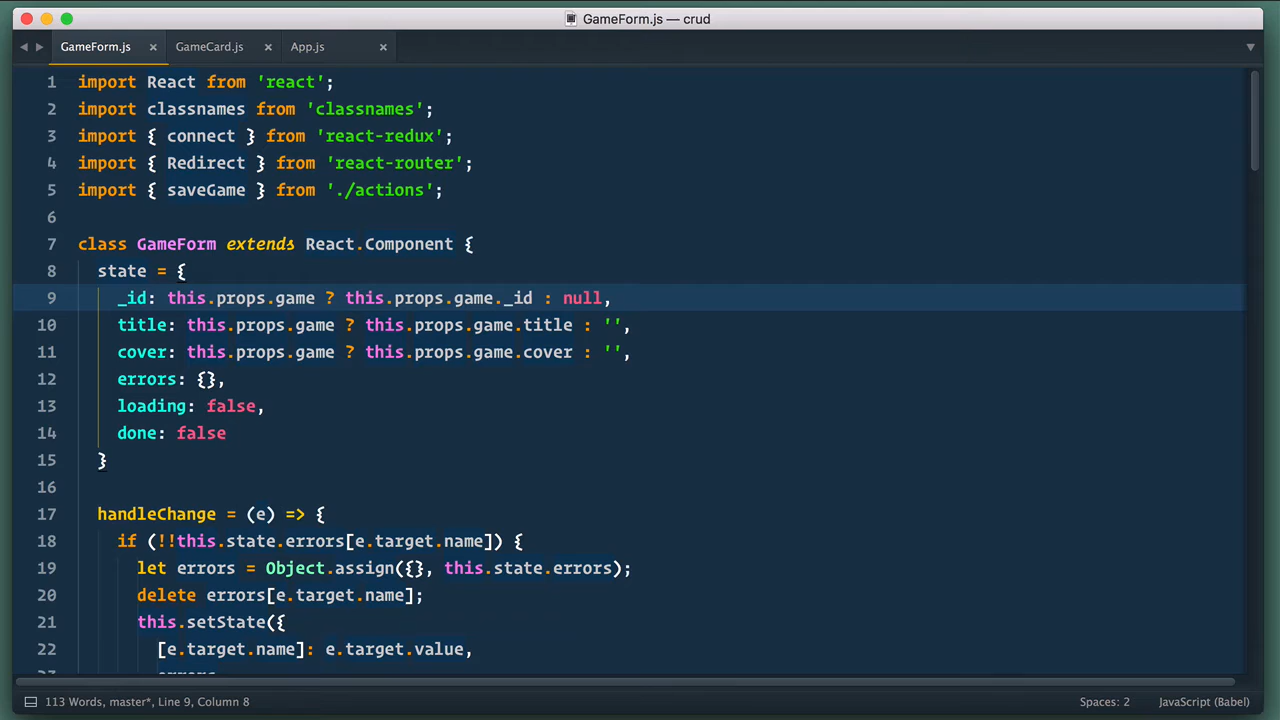 GameForm.js — crud
GameForm.js × GameCard.js × App.js ×
1 import React from 'react';
2 import classnames from 'classnames';
3 import { connect } from 'react-redux';
4 import { Redirect } from 'react-router';
5 import { saveGame } from './actions';
6
7 class GameForm extends React.Component {
8 state = {
9 _id: this.props.game ? this.props.game._id : null,
10 title: this.props.game ? this.props.game.title : '',
11 cover: this.props.game ? this.props.game.cover : '',
12 errors: {},
13 loading: false,
14 done: false
15 }
16
17 handleChange = (e) => {
18 if (!!this.state.errors[e.target.name]) {
19 let errors = Object.assign({}, this.state.errors);
20 delete errors[e.target.name];
21 this.setState({
22 [e.target.name]: e.target.value,
23 errors
113 Words, master*, Line 9, Column 8 Spaces: 2 JavaScript (Babel)